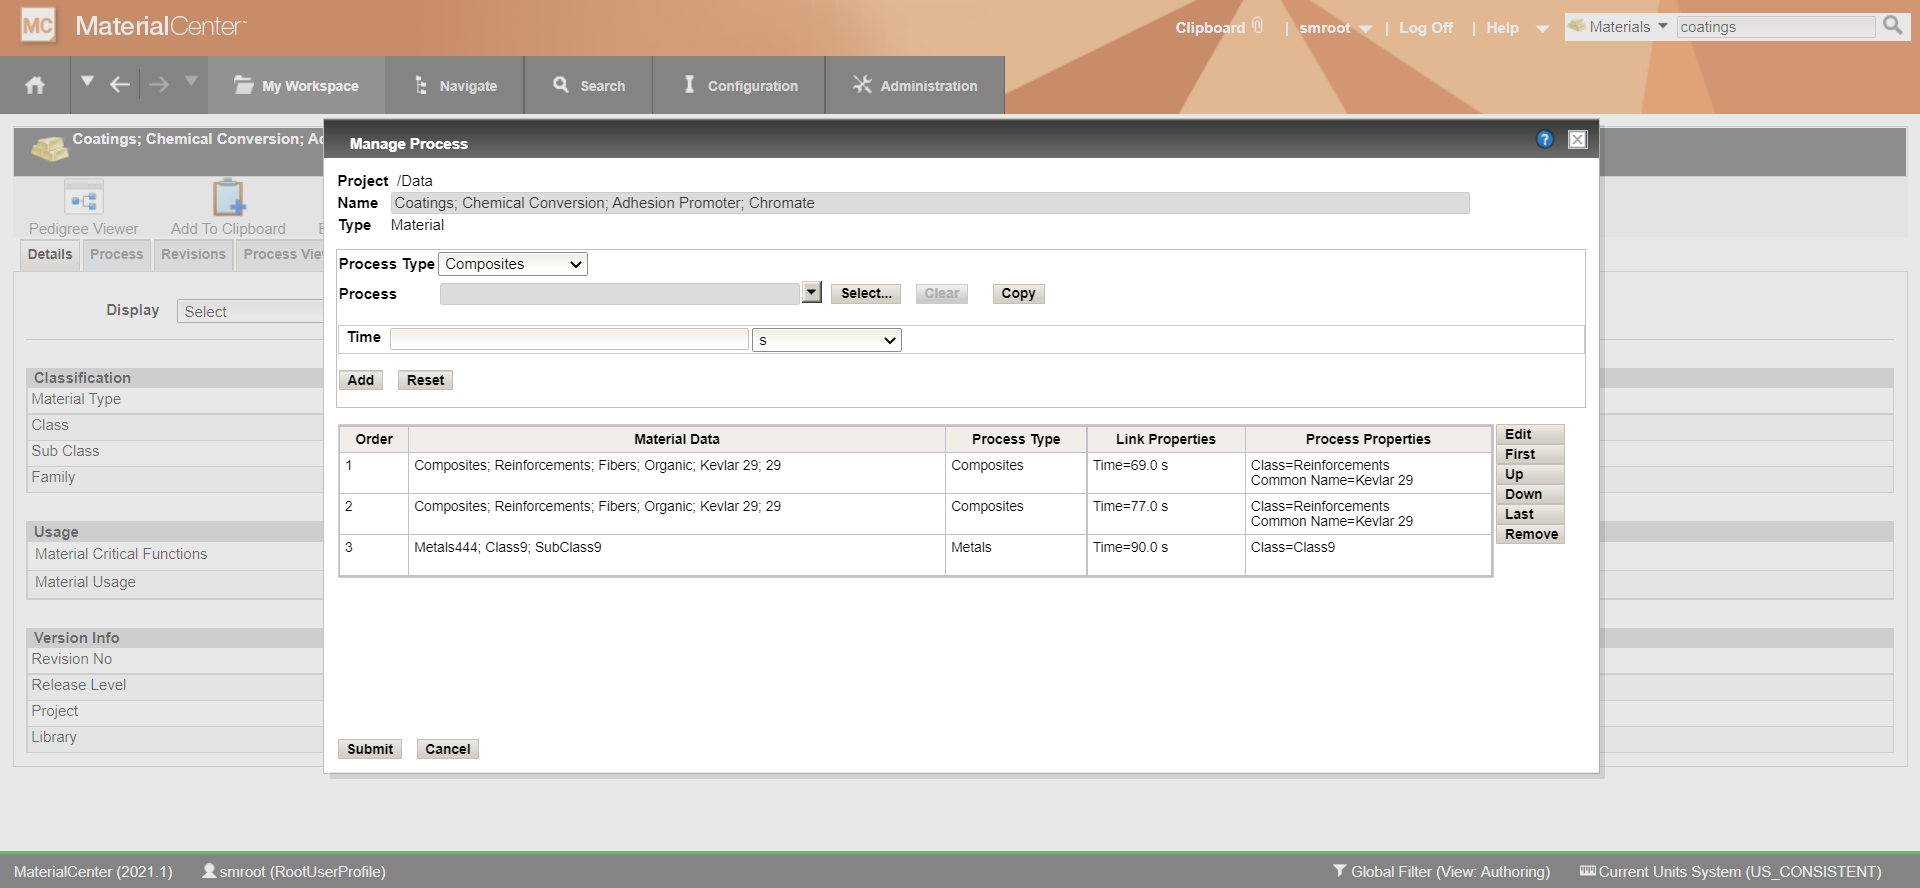 MC MaterialCenter
Clipboard | smroot | Log Off | Help Materials coatings
My Workspace Navigate Search Configuration Administration
Coatings; Chemical Conversion; Ad
Pedigree Viewer Add To Clipboard
Details Process Revisions Process Vie
Display Select
Classification
Material Type
Class
Sub Class
Family
Usage
Material Critical Functions
Material Usage
Version Info
Revision No
Release Level
Project
Library
Manage Process ?
Project /Data
Name Coatings; Chemical Conversion; Adhesion Promoter; Chromate
Type Material
Process Type Composites
Process Select... Clear Copy
Time s
Add Reset
Order Material Data Process Type Link Properties Process Properties
1 Composites; Reinforcements; Fibers; Organic; Kevlar 29; 29 Composites Time=69.0 s Class=Reinforcements
Common Name=Kevlar 29
2 Composites; Reinforcements; Fibers; Organic; Kevlar 29; 29 Composites Time=77.0 s Class=Reinforcements
Common Name=Kevlar 29
3 Metals444; Class9; SubClass9 Metals Time=90.0 s Class=Class9
Edit
First
Up
Down
Last
Remove
Submit Cancel
MaterialCenter (2021.1) smroot (RootUserProfile) Global Filter (View: Authoring) Current Units System (US_CONSISTENT)